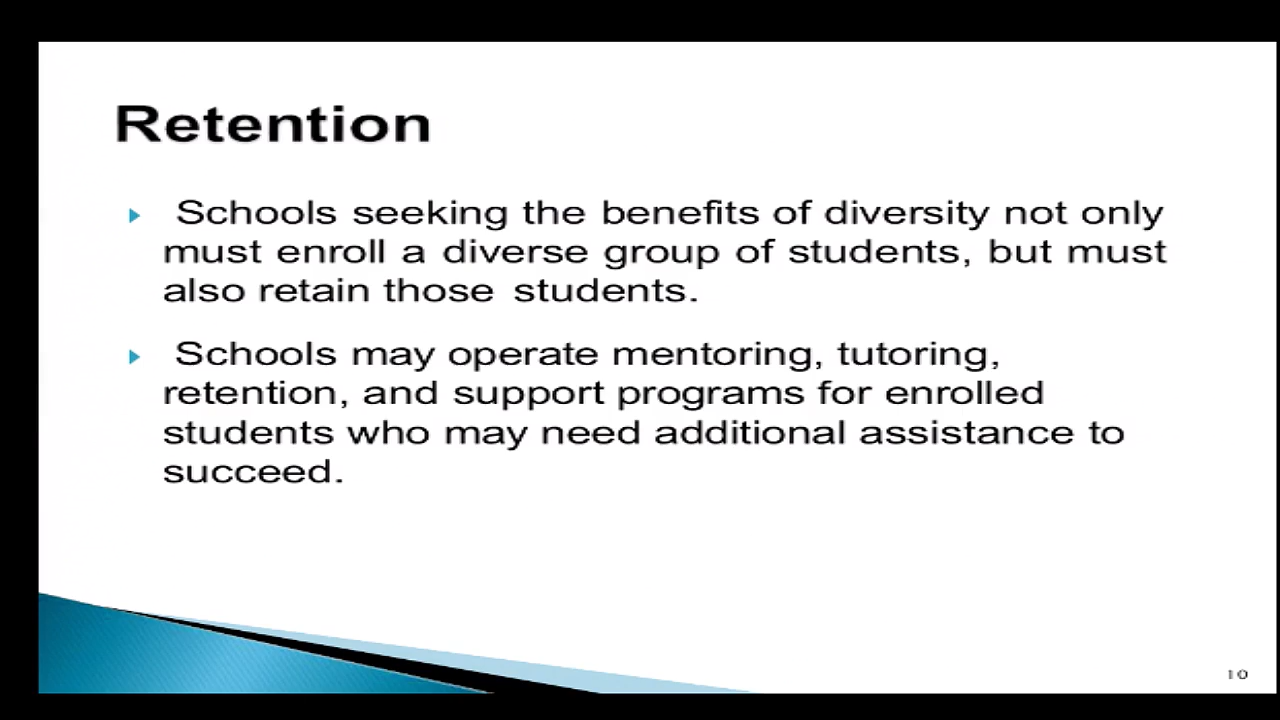 Retention
Schools seeking the benefits of diversity not only
must enroll a diverse group of students, but must
also retain those students.
Schools may operate mentoring, tutoring,
retention, and support programs for enrolled
students who may need additional assistance to
succeed.
10